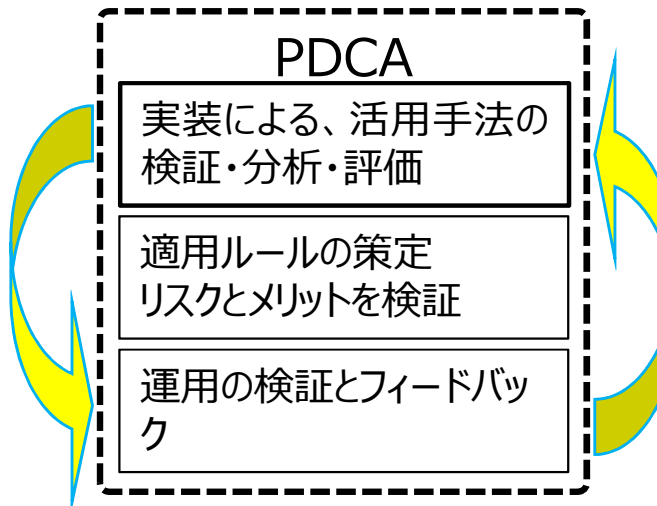 PDCA
実装による、活用手法の
検証・分析・評価
適用ルールの策定
リスクとメリットを検証
運用の検証とフィードバッ
ク